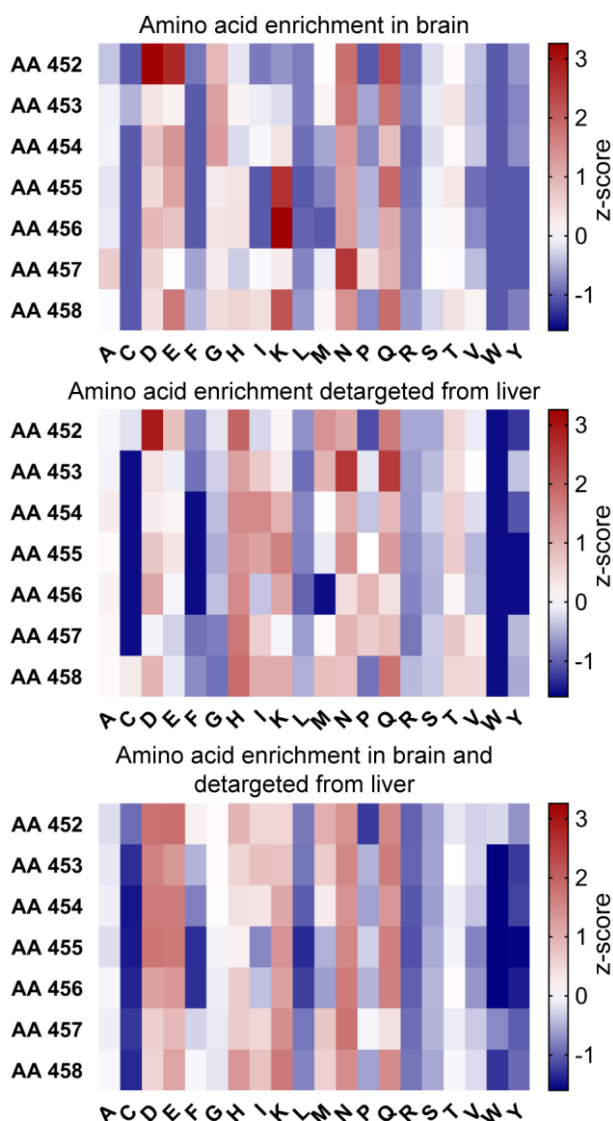 Amino acid enrichment in brain
AA 452
AA 453
AA 454
AA 455
AA 456
AA 457
AA 458
A C D E F G H I K L M N P Q R S T V W Y
3
2
1
0
-1
z-score
Amino acid enrichment detargeted from liver
AA 452
AA 453
AA 454
AA 455
AA 456
AA 457
AA 458
A C D E F G H I K L M N P Q R S T V W Y
3
2
1
0
-1
z-score
Amino acid enrichment in brain and
detargeted from liver
AA 452
AA 453
AA 454
AA 455
AA 456
AA 457
AA 458
A C D E F G H I K L M N P Q R S T V W Y
3
2
1
0
-1
z-score